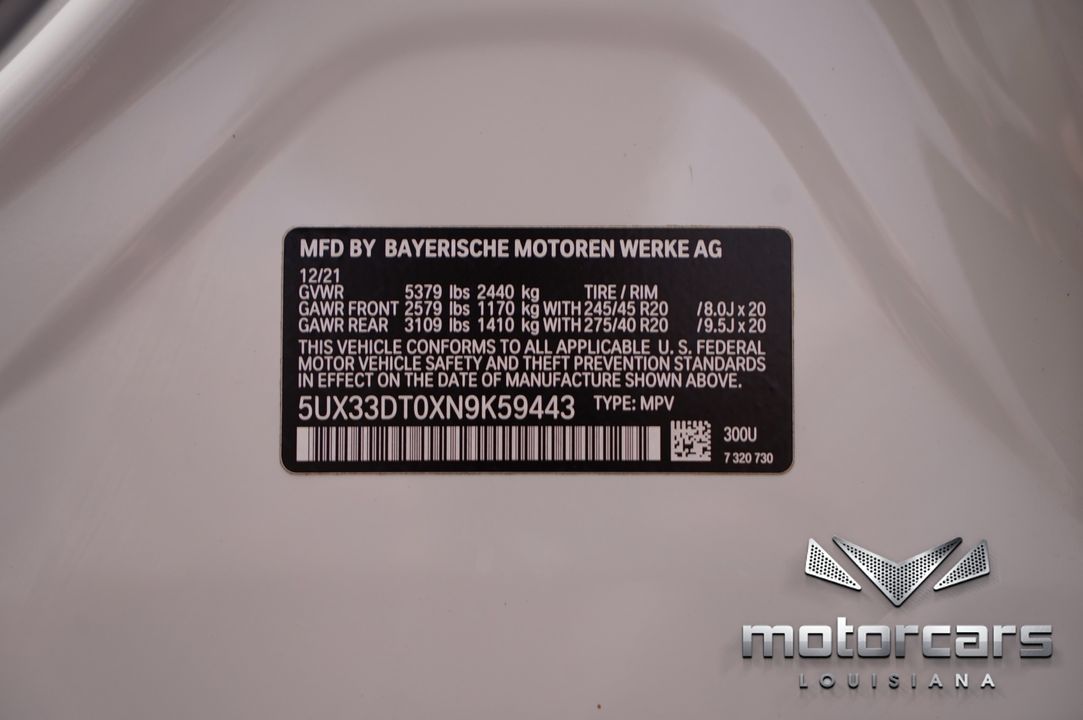 MFD BY BAYERISCHE MOTOREN WERKE AG
12/21
GVWR 5379 lbs 2440 kg TIRE / RIM
GAWR FRONT 2579 lbs 1170 kg WITH 245/45 R20 /8.0J x 20
GAWR REAR 3109 lbs 1410 kg WITH 275/40 R20 /9.5J x 20
THIS VEHICLE CONFORMS TO ALL APPLICABLE U. S. FEDERAL
MOTOR VEHICLE SAFETY AND THEFT PREVENTION STANDARDS
IN EFFECT ON THE DATE OF MANUFACTURE SHOWN ABOVE.
5UX33DT0XN9K59443 TYPE: MPV
300U
7 320 730
motorcars
LOUISIANA